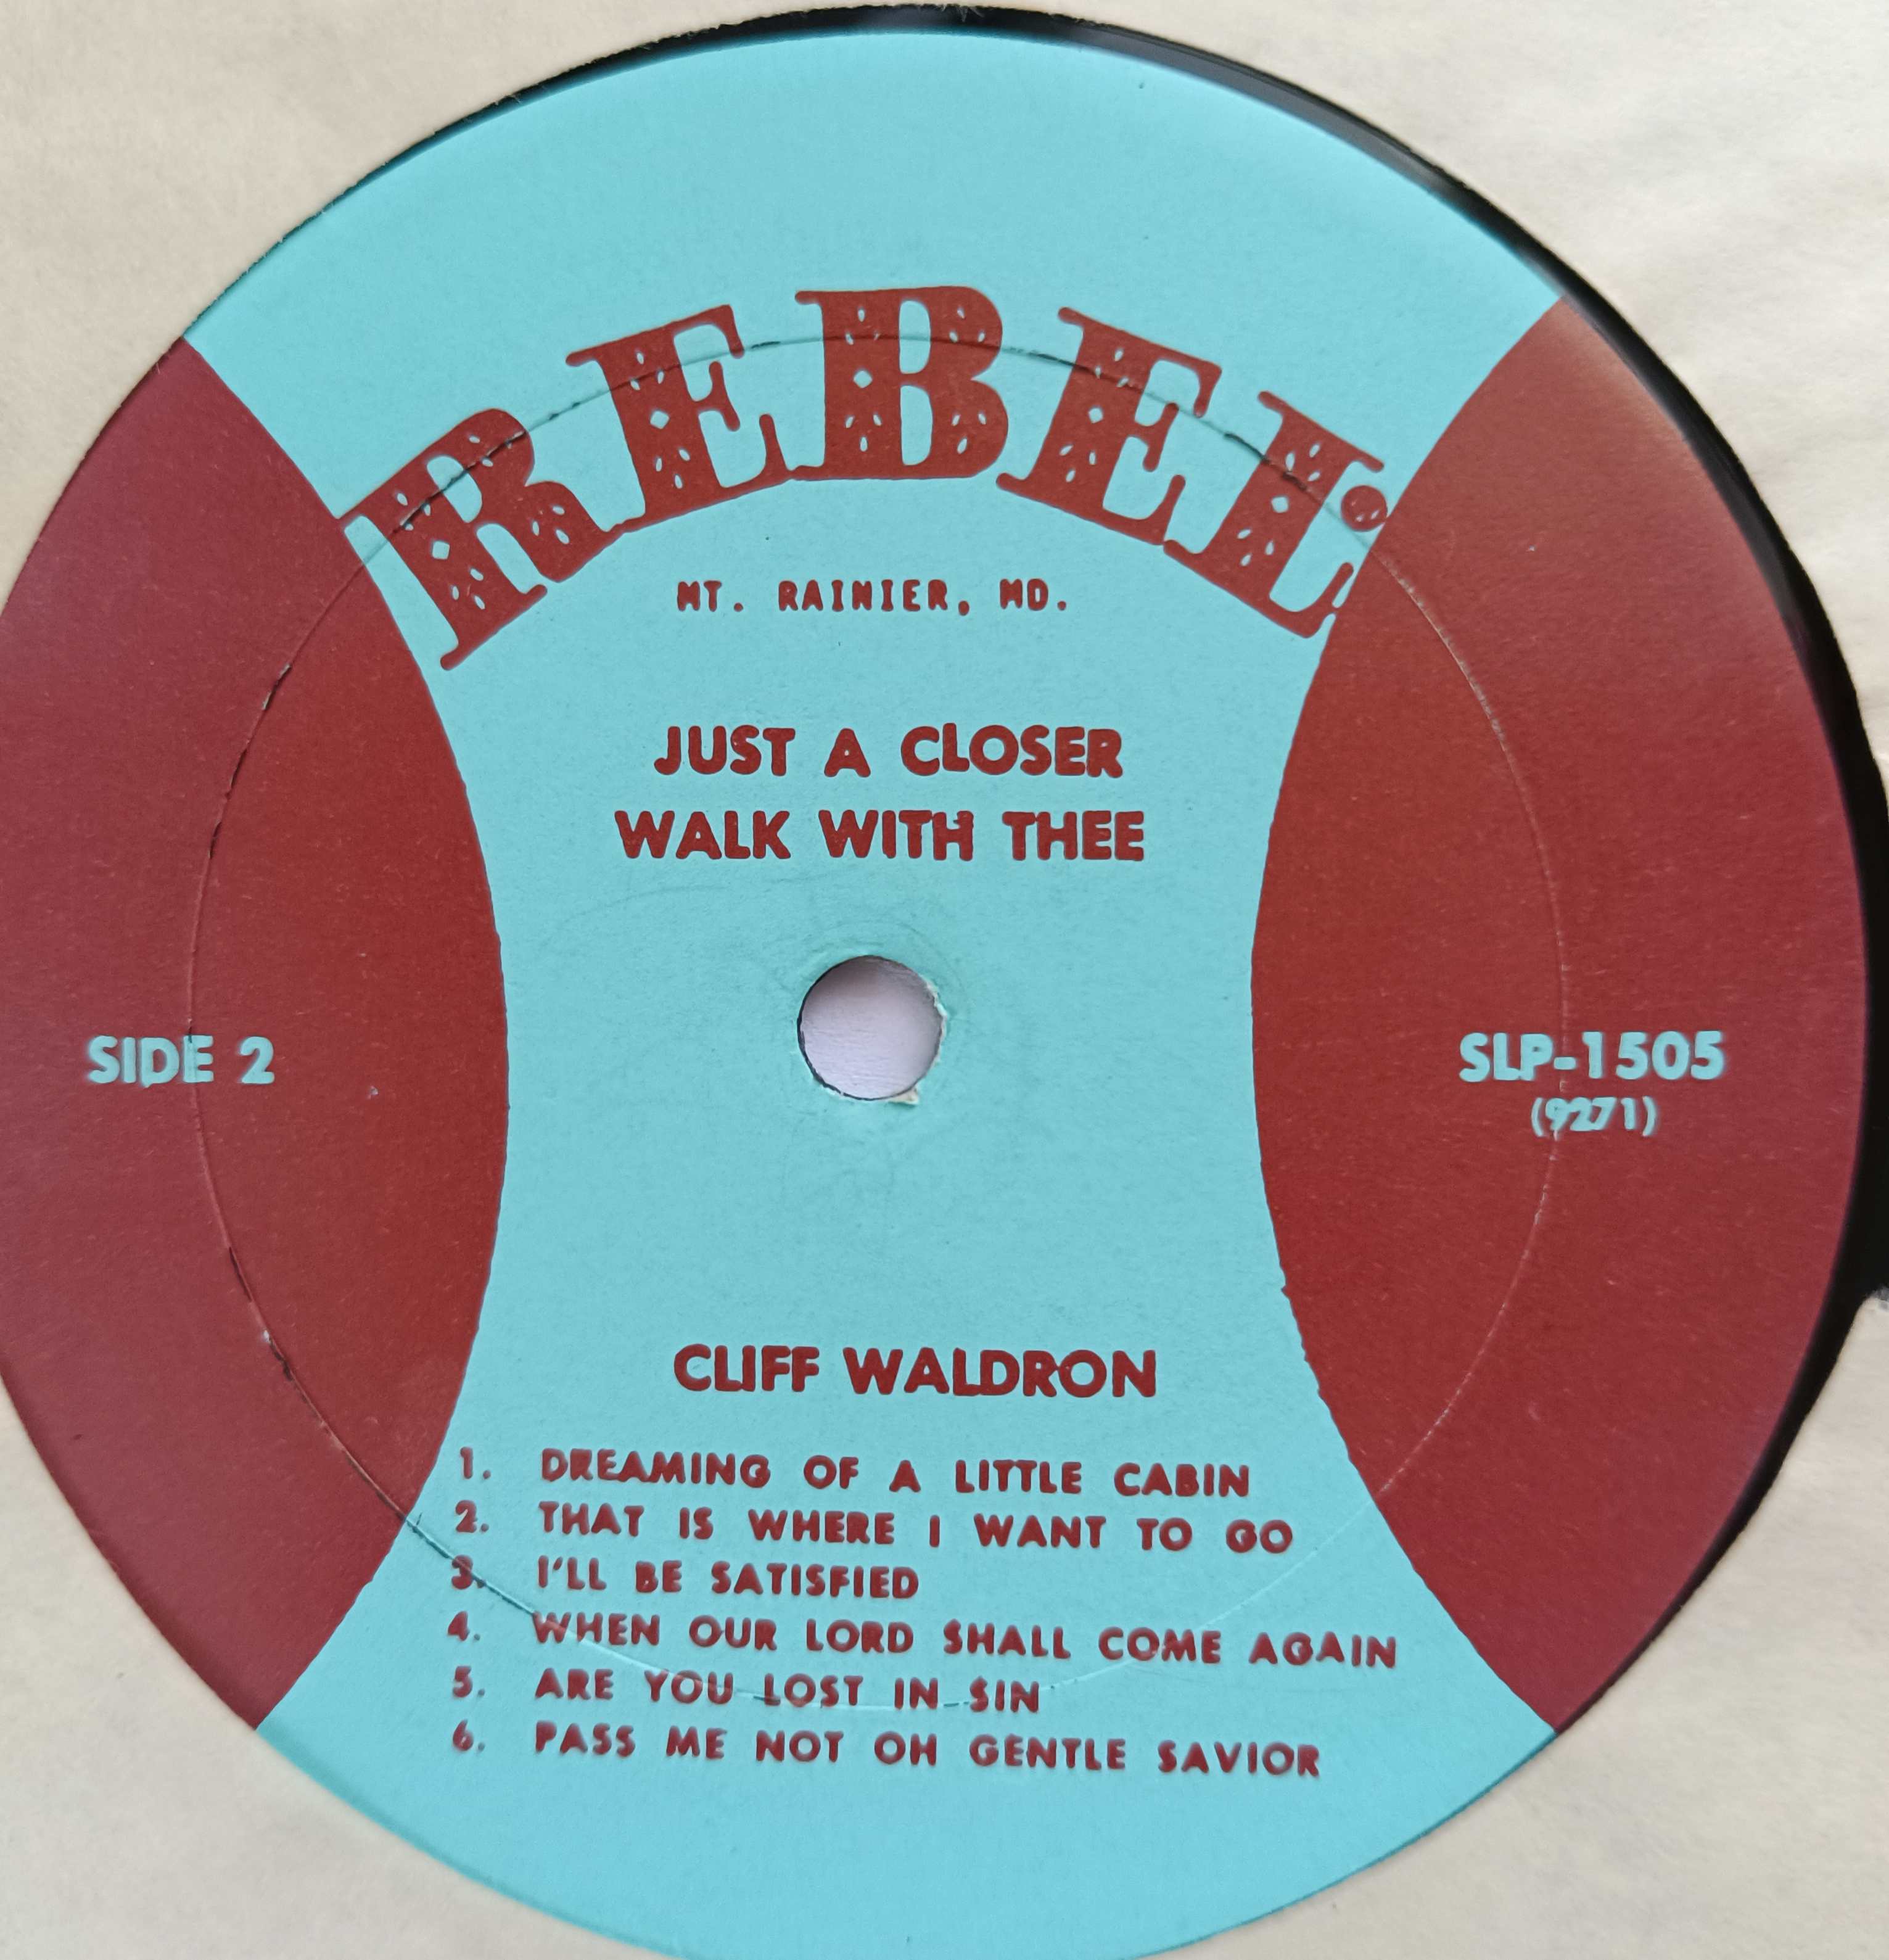 REBEL
MT. RAINIER, MD.
JUST A CLOSER
WALK WITH THEE
SIDE 2
SLP-1505
(9271)
CLIFF WALDRON
1. DREAMING OF A LITTLE CABIN
2. THAT IS WHERE I WANT TO GO
3. I'LL BE SATISFIED
4. WHEN OUR LORD SHALL COME AGAIN
5. ARE YOU LOST IN SIN
6. PASS ME NOT OH GENTLE SAVIOR